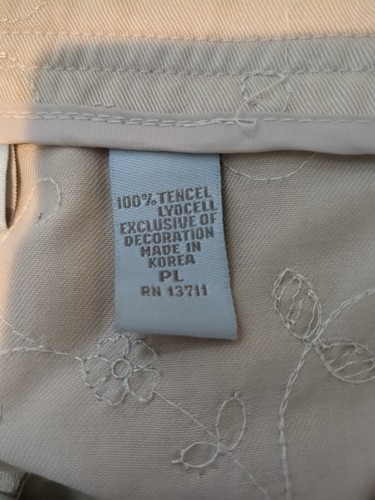 100% TENCEL
LYOCELL
EXCLUSIVE OF
DECORATION
MADE IN
KOREA
PL
RN 13711